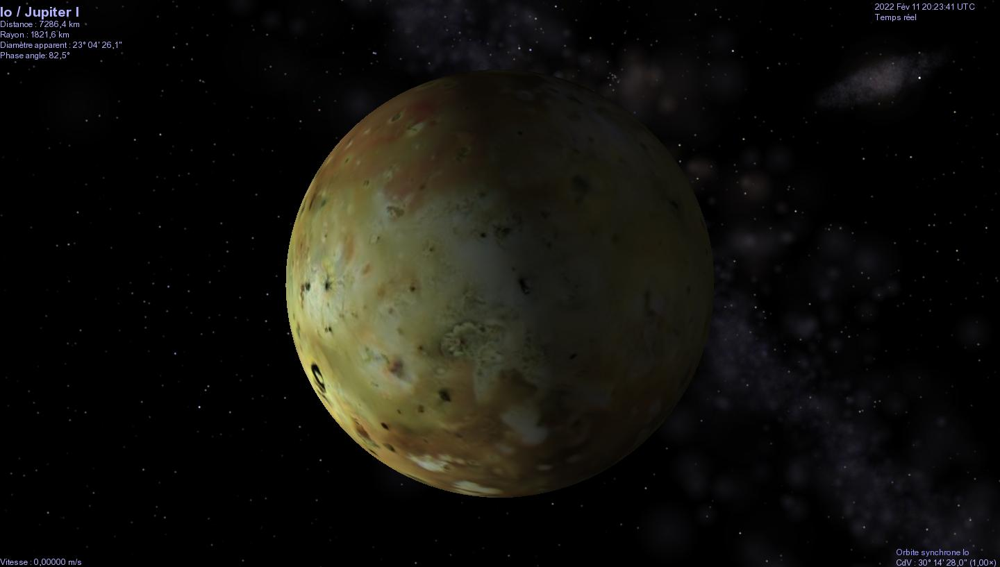 Io / Jupiter I
Distance : 7286,4 km
Rayon : 1821,6 km
Diamètre apparent : 23° 04' 26,1"
Phase angle: 82,5°
2022 Fév 11 20:23:41 UTC
Temps réel
Vitesse : 0,00000 m/s
Orbite synchrone Io
CdV : 30° 14' 28,0" (1,00×)